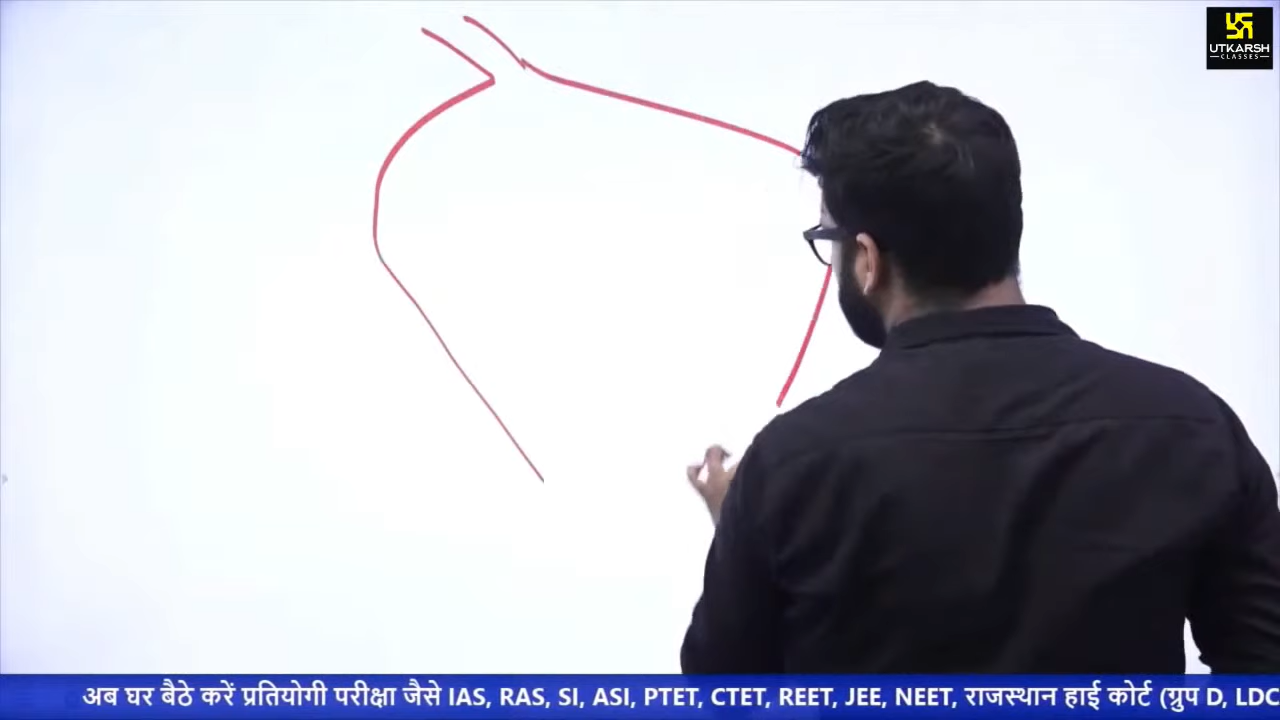 UTKARSH
CLASSES
अब घर बैठे करें प्रतियोगी परीक्षा जैसे IAS, RAS, SI, ASI, PTET, CTET, REET, JEE, NEET, राजस्थान हाई कोर्ट (ग्रुप D, LDC